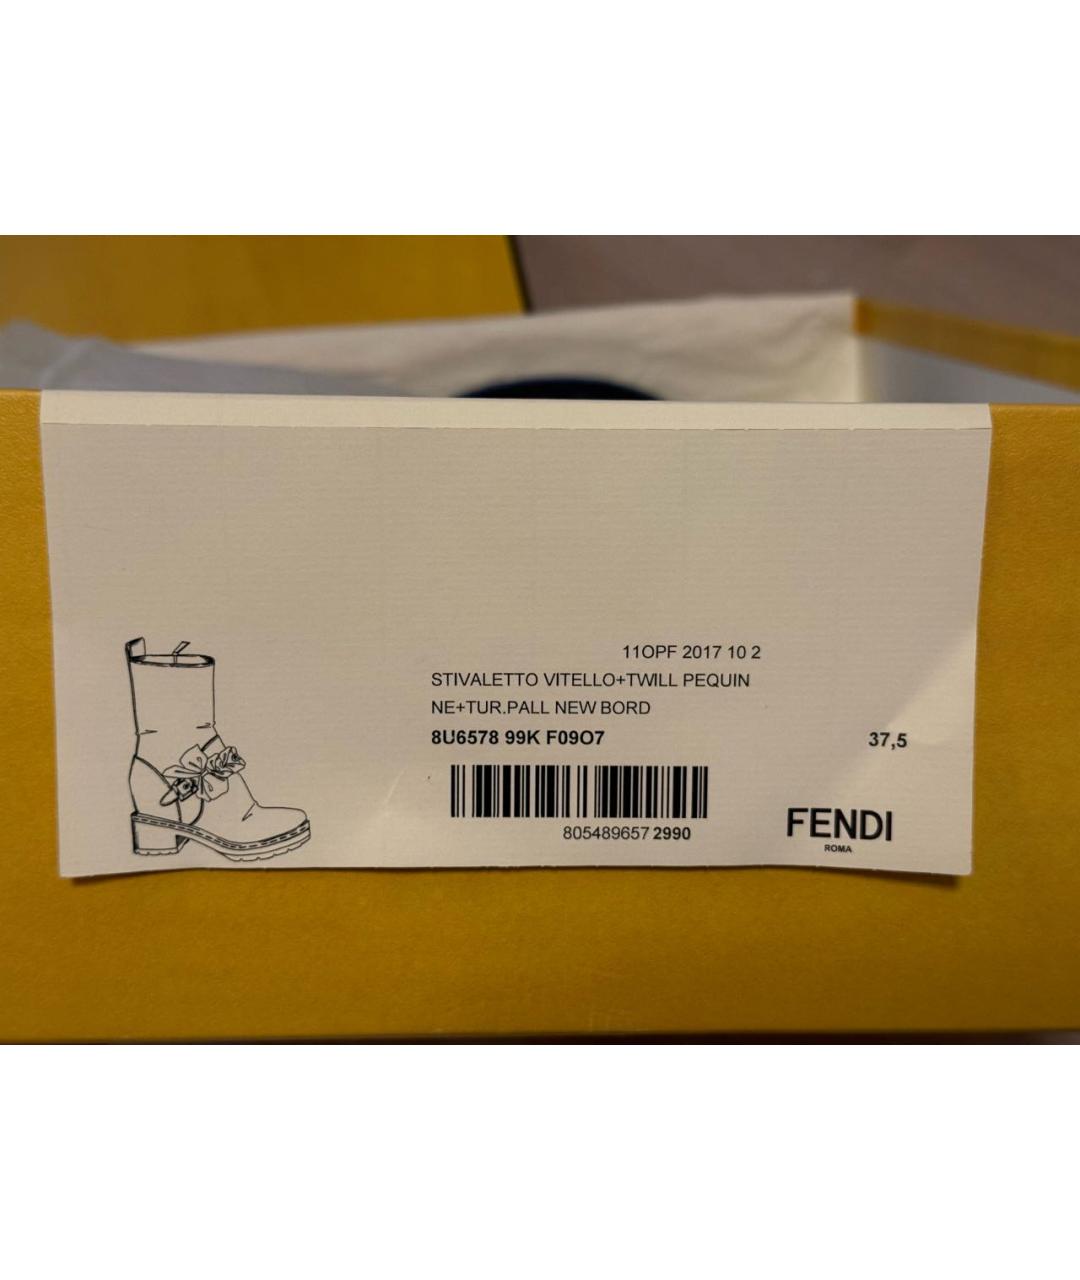 11OPF 2017 10 2
STIVALETTO VITELLO+TWILL PEQUIN
NE+TUR.PALL NEW BORD
8U6578 99K F09O7
37,5
805489657 2990
FENDI
ROMA